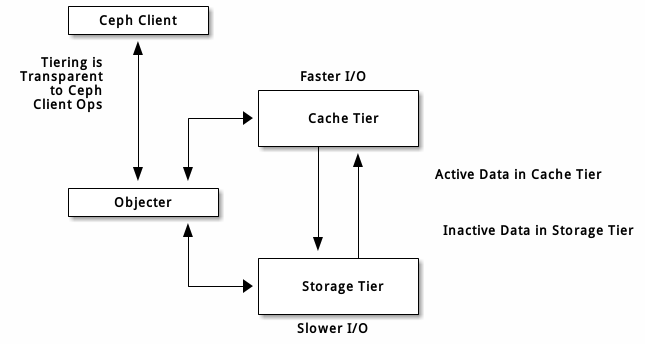 Ceph Client
Tiering is
Transparent
to Ceph
Client Ops
Faster I/O
Cache Tier
Active Data in Cache Tier
Objecter
Inactive Data in Storage Tier
Storage Tier
Slower I/O